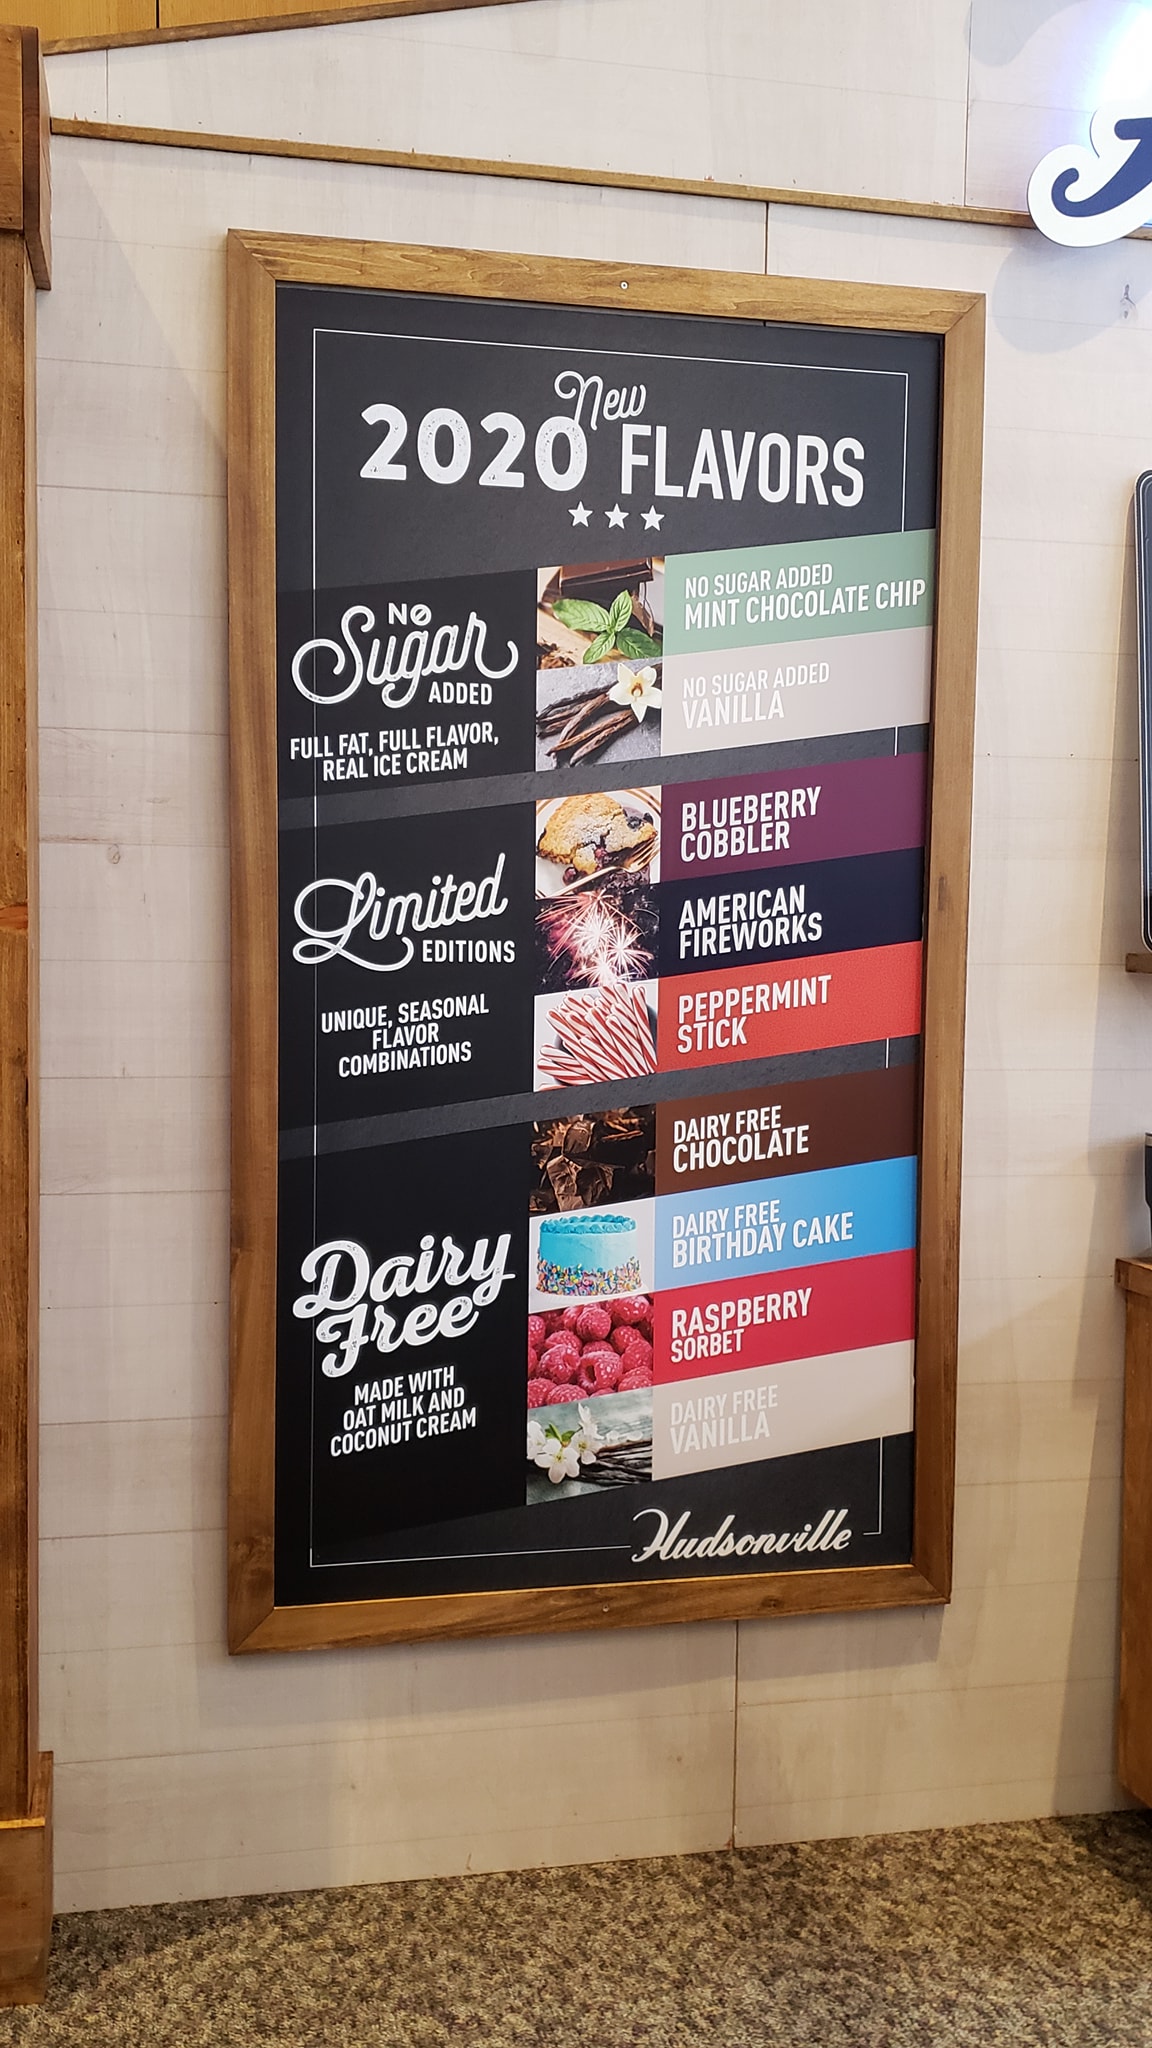 New
2020 FLAVORS
NO
Sugar
ADDED
FULL FAT, FULL FLAVOR,
REAL ICE CREAM
NO SUGAR ADDED
MINT CHOCOLATE CHIP
NO SUGAR ADDED
VANILLA
Limited
EDITIONS
UNIQUE, SEASONAL
FLAVOR
COMBINATIONS
BLUEBERRY
COBBLER
AMERICAN
FIREWORKS
PEPPERMINT
STICK
Dairy
Free
MADE WITH
OAT MILK AND
COCONUT CREAM
DAIRY FREE
CHOCOLATE
DAIRY FREE
BIRTHDAY CAKE
RASPBERRY
SORBET
DAIRY FREE
VANILLA
Hudsonville